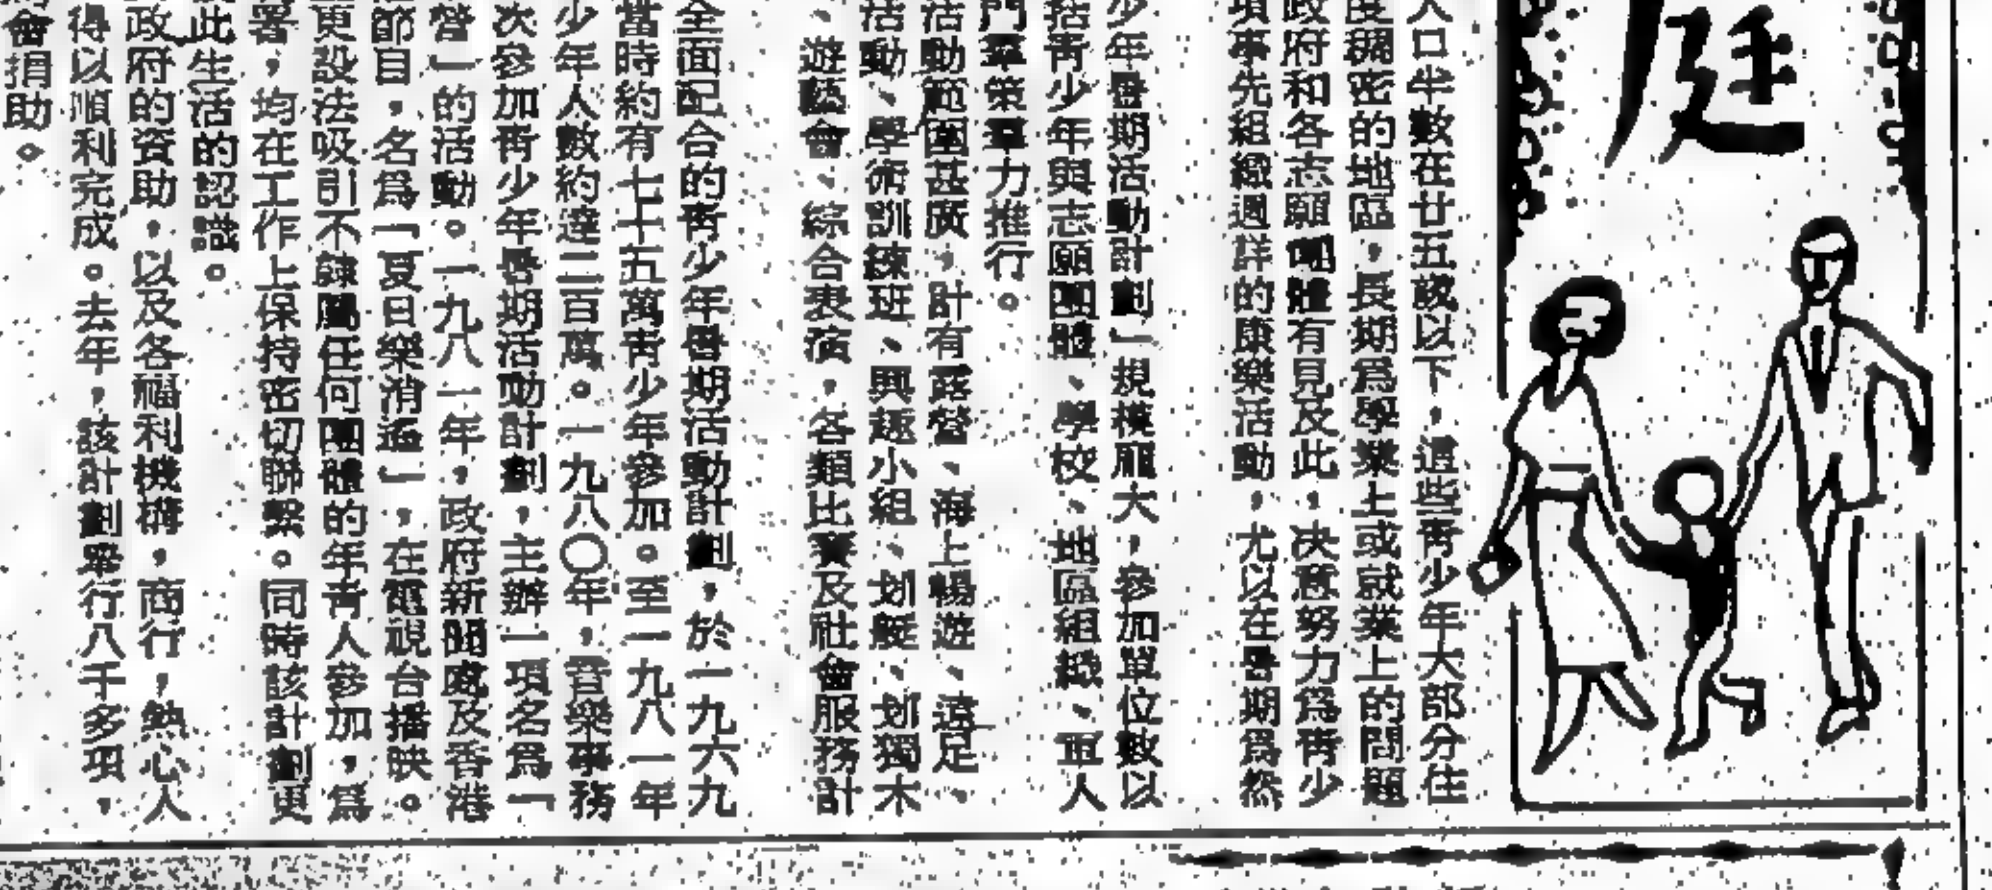 庭
人口半數在廿五歲以下，這些青少年大部分住
度稠密的地區，長期爲學業上或就業上的問題
政府和各志願團體有見及此，決意努力爲青少
項事先組織週詳的康樂活動，尤以在暑期爲然
少年暑期活動計劃」規模龐大，參加單位數以
括青少年與志願團體、學校、地區組織、軍人
門羣策羣力推行。
活動範圍甚廣，計有露營、海上暢遊、遠足、
活動、學術訓練班、興趣小組、划艇、划獨木
、遊藝會、綜合表演，各類比賽及社會服務計
全面配合的青少年暑期活動計劃，於一九六九
當時約有七十五萬青少年參加。至一九八一年
少年人數約達二百萬。一九八〇年，音樂事務
次參加青少年暑期活動計劃，主辦一項名爲「
營」的活動。一九八一年，政府新聞處及香港
節目，名爲「夏日樂消遙」，在電視台播映。
更設法吸引不隸屬任何團體的年青人參加，爲
署，均在工作上保持密切聯繫。同時該計劃更
此生活的認識。
政府的資助，以及各福利機構，商行，熱心人
得以順利完成。去年，該計劃舉行八千多項，
會捐助。